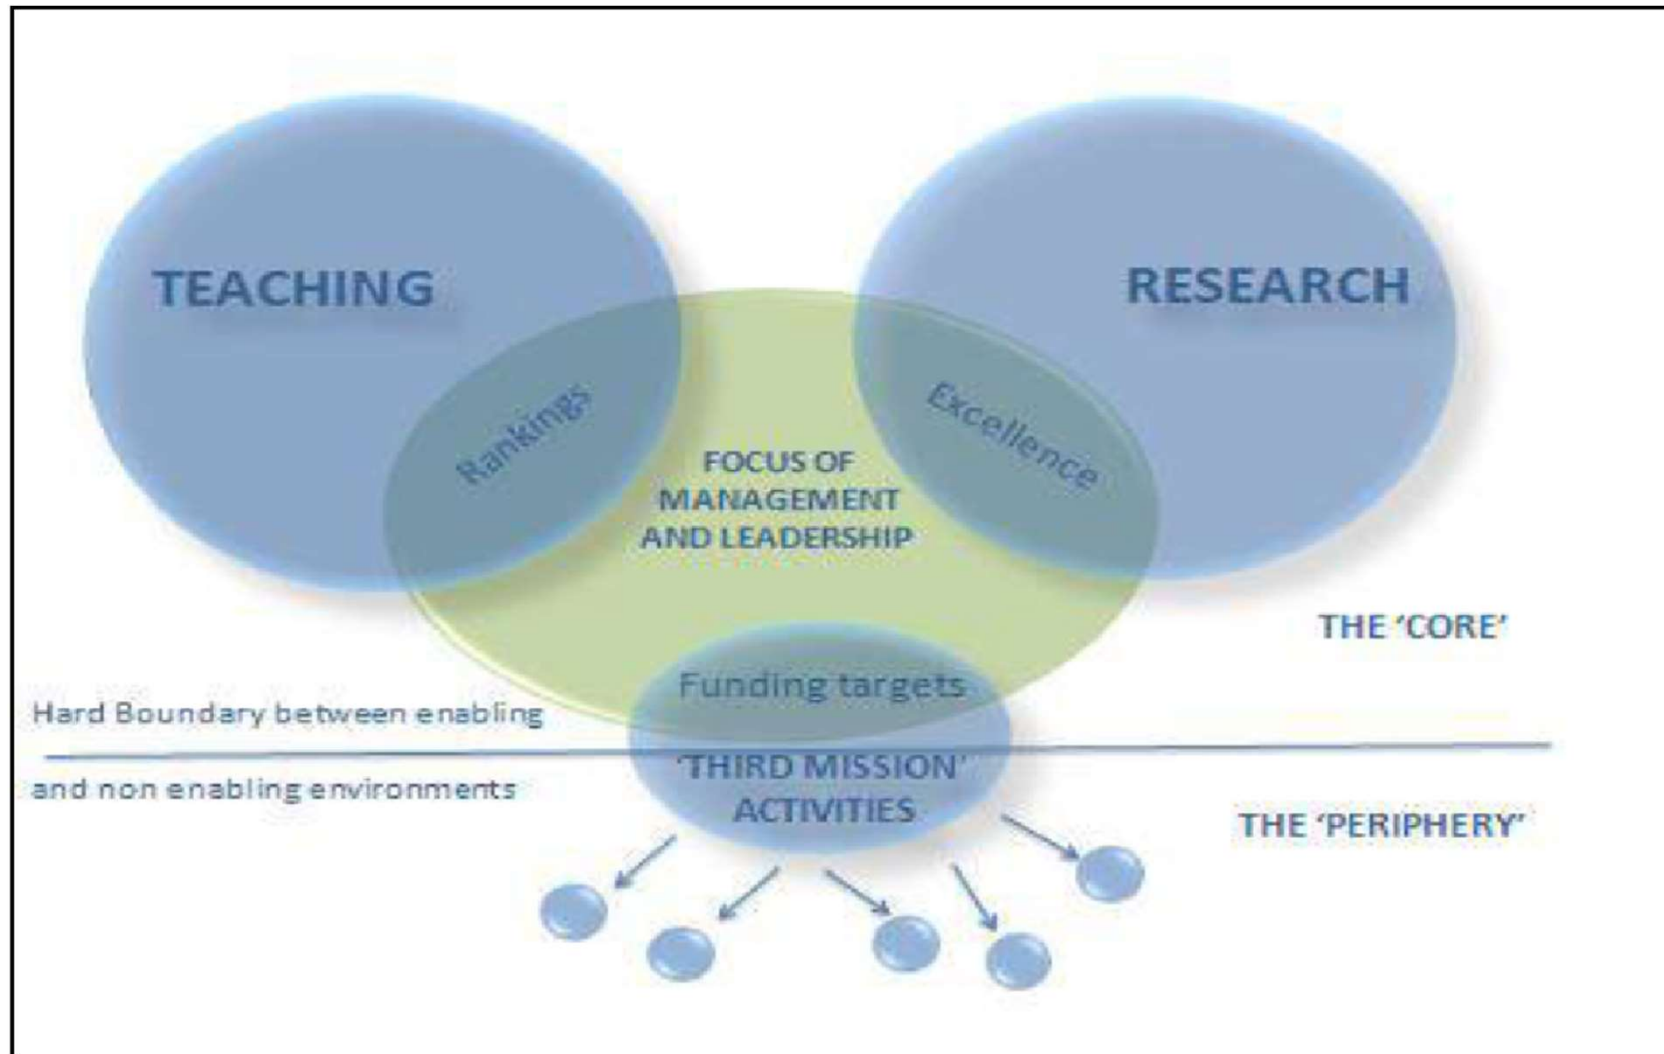 TEACHING
RESEARCH
Rankings
Excellence
FOCUS OF
MANAGEMENT
AND LEADERSHIP
THE ‘CORE’
Funding targets
Hard Boundary between enabling
and non enabling environments
‘THIRD MISSION’
ACTIVITIES
THE ‘PERIPHERY’